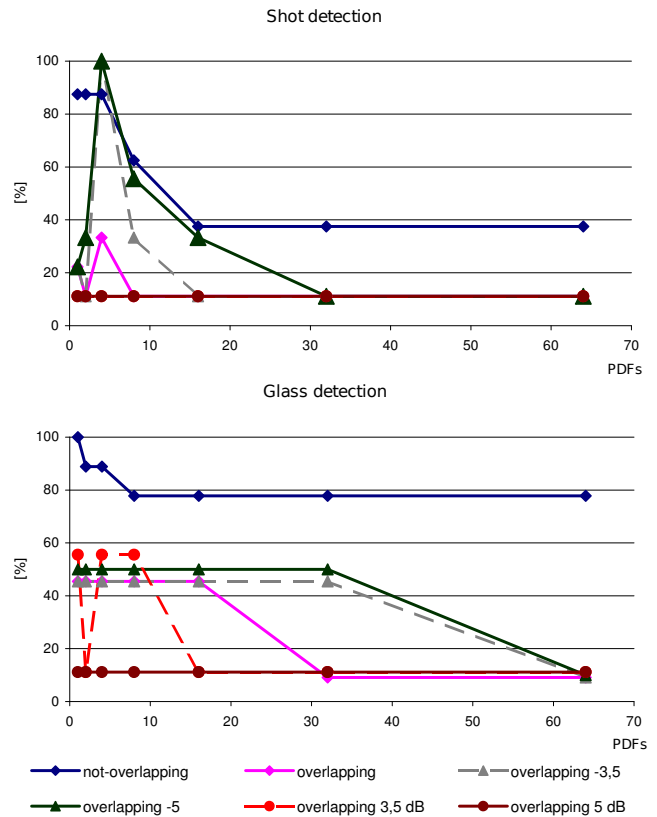 Shot detection
100
80
60
40
20
0
[%]
0 10 20 30 40 50 60 70
PDFs
Glass detection
100
80
60
40
20
0
[%]
0 10 20 30 40 50 60 70
PDFs
not-overlapping overlapping overlapping -3,5
overlapping -5 overlapping 3,5 dB overlapping 5 dB